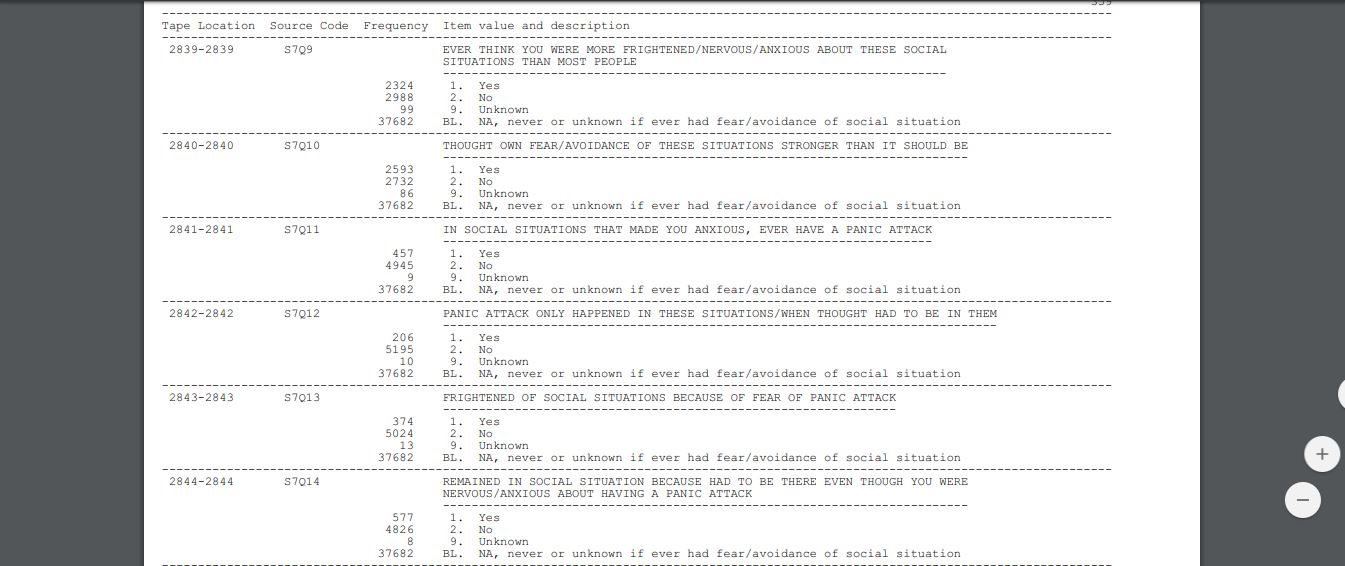 Tape Location Source Code Frequency Item value and description
2839-2839 S7Q9 EVER THINK YOU WERE MORE FRIGHTENED/NERVOUS/ANXIOUS ABOUT THESE SOCIAL
SITUATIONS THAN MOST PEOPLE
2324 1. Yes
2988 2. No
99 9. Unknown
37682 BL. NA, never or unknown if ever had fear/avoidance of social situation
2840-2840 S7Q10 THOUGHT OWN FEAR/AVOIDANCE OF THESE SITUATIONS STRONGER THAN IT SHOULD BE
2593 1. Yes
2732 2. No
86 9. Unknown
37682 BL. NA, never or unknown if ever had fear/avoidance of social situation
2841-2841 S7Q11 IN SOCIAL SITUATIONS THAT MADE YOU ANXIOUS, EVER HAVE A PANIC ATTACK
457 1. Yes
4945 2. No
9 9. Unknown
37682 BL. NA, never or unknown if ever had fear/avoidance of social situation
2842-2842 S7Q12 PANIC ATTACK ONLY HAPPENED IN THESE SITUATIONS/WHEN THOUGHT HAD TO BE IN THEM
206 1. Yes
5195 2. No
10 9. Unknown
37682 BL. NA, never or unknown if ever had fear/avoidance of social situation
2843-2843 S7Q13 FRIGHTENED OF SOCIAL SITUATIONS BECAUSE OF FEAR OF PANIC ATTACK
374 1. Yes
5024 2. No
13 9. Unknown
37682 BL. NA, never or unknown if ever had fear/avoidance of social situation
2844-2844 S7Q14 REMAINED IN SOCIAL SITUATION BECAUSE HAD TO BE THERE EVEN THOUGH YOU WERE
NERVOUS/ANXIOUS ABOUT HAVING A PANIC ATTACK
577 1. Yes
4826 2. No
8 9. Unknown
37682 BL. NA, never or unknown if ever had fear/avoidance of social situation